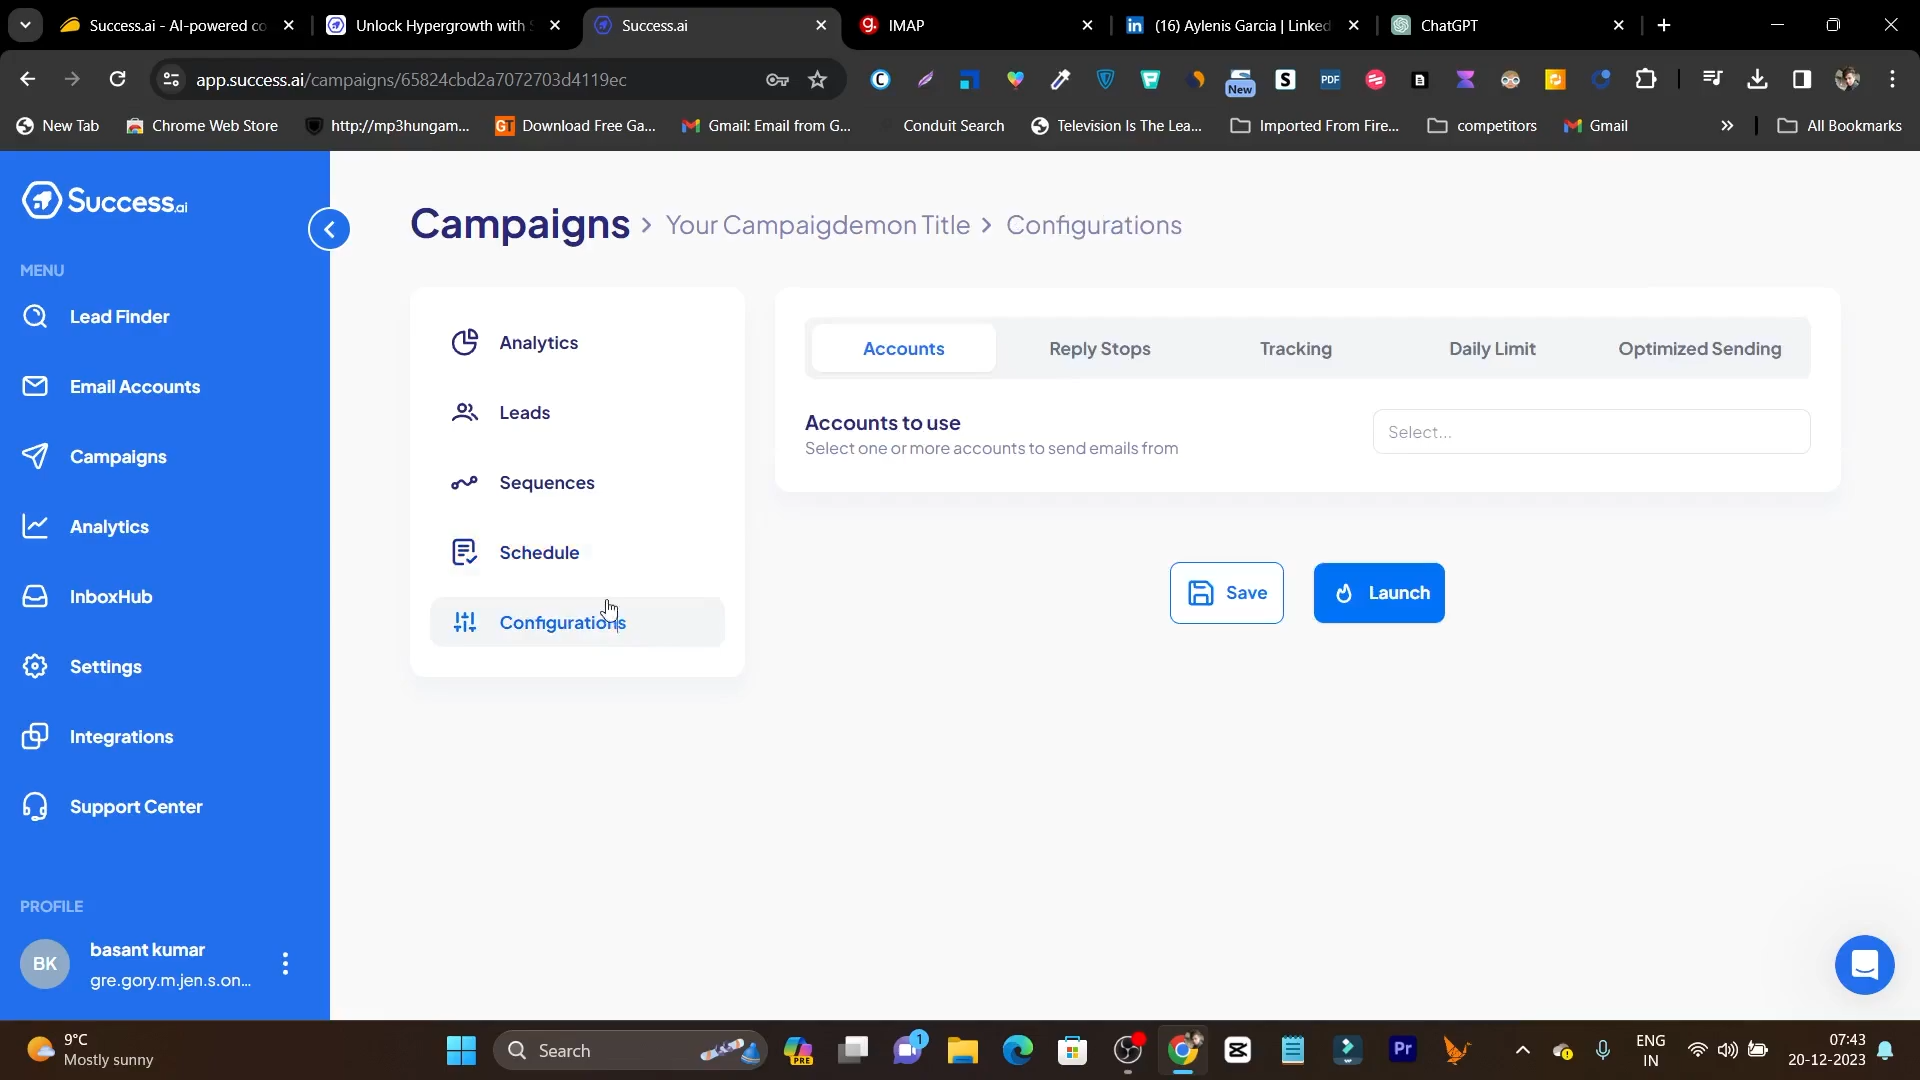 Success.ai - AI-powered co
Unlock Hypergrowth with S
Success.ai
g.
IMAP
in
(16) Aylenis Garcia | Linked
ChatGPT
app.success.ai/campaigns/65824cbd2a7072703d4119ec
C
New
S
PDF
New Tab
Chrome Web Store
http://mp3hungam...
GT
Download Free Ga...
Gmail: Email from G...
Conduit Search
Television Is The Lea...
Imported From Fire...
competitors
Gmail
All Bookmarks
Success.ai
MENU
Lead Finder
Email Accounts
Campaigns
Analytics
InboxHub
Settings
Integrations
Support Center
PROFILE
BK
basant kumar
gre.gory.m.jen.s.on...
Campaigns > Your Campaigdemon Title > Configurations
Analytics
Leads
Sequences
Schedule
Configurations
Accounts
Reply Stops
Tracking
Daily Limit
Optimized Sending
Accounts to use
Select one or more accounts to send emails from
Select...
Save
Launch
9°C
Mostly sunny
Search
PRE
1
Pr
ENG
IN
07:43
20-12-2023